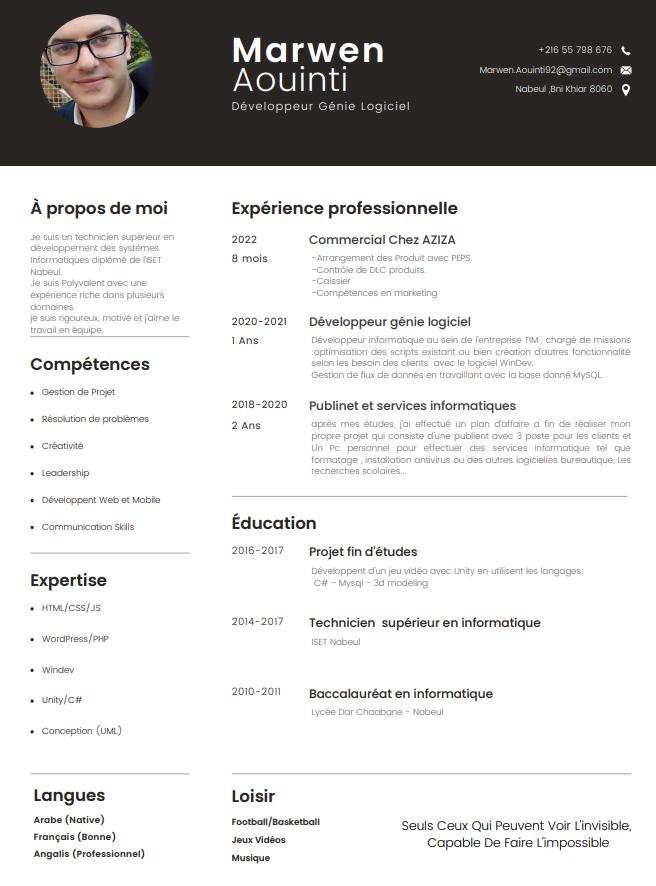 Marwen
Aouinti
Développeur Génie Logiciel
+216 55 798 676
Marwen.Aouinti92@gmail.com
Nabeul ,Bni Khiar 8060
À propos de moi
Je suis un technicien supérieur en
développement des systèmes
Informatiques diplômé de l'ISET
Nabeul.
Je suis Polyvalent avec une
expérience riche dans plusieurs
domaines.
je suis rigoureux, motivé et j'aime le
travail en équipe.
Compétences
Gestion de Projet
Résolution de problèmes
Créativité
Leadership
Développent Web et Mobile
Communication Skills
Expertise
HTML/CSS/JS
WordPress/PHP
Windev
Unity/C#
Conception (UML)
Langues
Arabe (Native)
Français (Bonne)
Angalis (Professionnel)
Expérience professionnelle
2022
Commercial Chez AZIZA
8 mois
-Arrangement des Produit avec PEPS.
-Contrôle de DLC produits.
-Caissier
-Compétences en marketing
2020-2021
Développeur génie logiciel
1 Ans
Développeur informatique au sein de l'entreprise TIM , chargé de missions
:optimisation des scripts existant ou bien création d'autres fonctionnalité
selon les besoin des clients avec le logiciel WinDev.
Gestion de flux de donnés en travaillant avec la base donné MySQL.
2018-2020
Publinet et services informatiques
2 Ans
après mes études, j'ai effectué un plan d'affaire a fin de réaliser mon
propre projet qui consiste d'une publient avec 3 poste pour les clients et
Un Pc personnel pour effectuer des services Informatique tel que
formatage , installation antivirus ou des autres logicielles bureautique, Les
recherches scolaires...
Éducation
2016-2017
Projet fin d'études
Développent d'un jeu vidéo avec Unity en utilisent les langages:
C# - Mysql - 3d modeling
2014-2017
Technicien supérieur en informatique
ISET Nabeul
2010-2011
Baccalauréat en informatique
Lycée Dar Chaabane - Nabeul
Loisir
Football/Basketball
Jeux Vidéos
Musique
Seuls Ceux Qui Peuvent Voir L'invisible,
Capable De Faire L'impossible